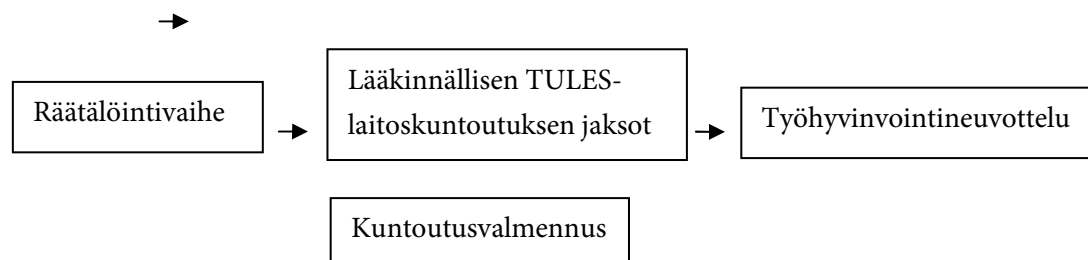 Räätälöintivaihe
Lääkinnällisen TULES-
laitoskuntoutuksen jaksot
Työhyvinvointineuvottelu
Kuntoutusvalmennus